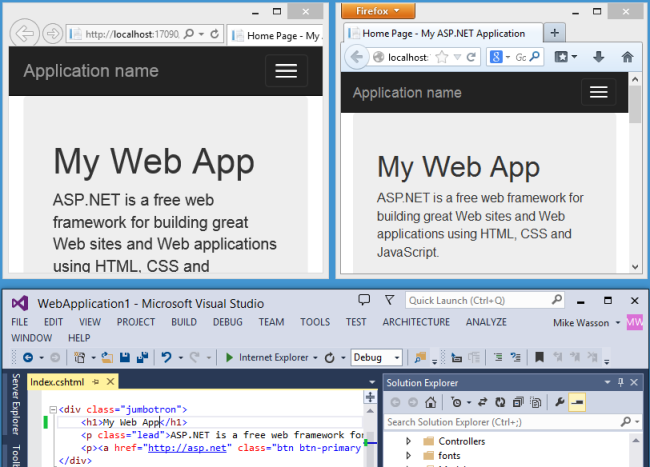 http://localhost:17090
Home Page - My
Application name
My Web App
ASP.NET is a free web
framework for building great
Web sites and Web applications
using HTML, CSS and
Firefox
Home Page - My ASP.NET Application
localhost:
Application name
My Web App
ASP.NET is a free web framework for
building great Web sites and Web
applications using HTML, CSS and
JavaScript.
WebApplication1 - Microsoft Visual Studio
Quick Launch (Ctrl+Q)
FILE EDIT VIEW PROJECT BUILD DEBUG TEAM TOOLS TEST ARCHITECTURE ANALYZE Mike Wasson MW
WINDOW HELP
Internet Explorer Debug
Server Explorer
Index.cshtml
<div class="jumbotron">
<h1>My Web App</h1>
<p class="lead">ASP.NET is a free web framework for
<p><a href="http://asp.net" class="btn btn-primary
</div>
Solution Explorer
Search Solution Explorer (Ctrl+;)
Controllers
fonts